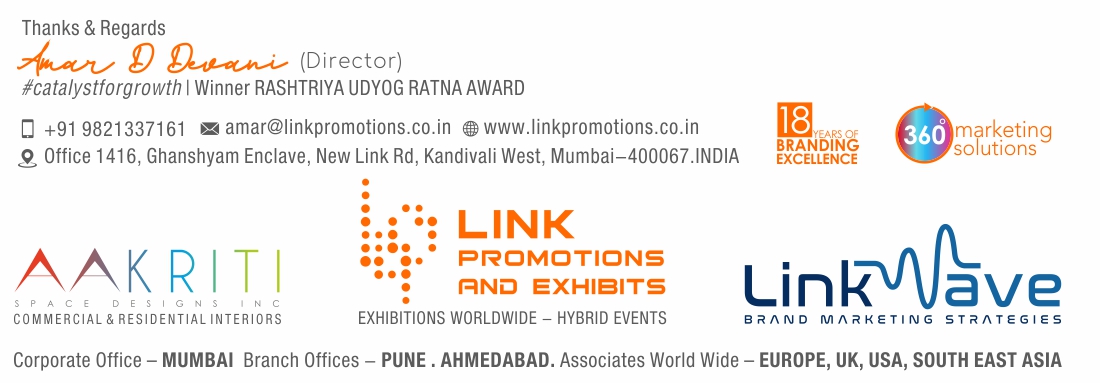 Thanks & Regards
Amar D Devani (Director)
#catalystforgrowth | Winner RASHTRIYA UDYOG RATNA AWARD
+91 9821337161 amar@linkpromotions.co.in www.linkpromotions.co.in
Office 1416, Ghanshyam Enclave, New Link Rd, Kandivali West, Mumbai–400067.INDIA
18 YEARS OF
BRANDING
EXCELLENCE
360° marketing
solutions
AAKRITI
SPACE DESIGNS INC
COMMERCIAL & RESIDENTIAL INTERIORS
LINK
PROMOTIONS
AND EXHIBITS
EXHIBITIONS WORLDWIDE – HYBRID EVENTS
LinkWave
BRAND MARKETING STRATEGIES
Corporate Office – MUMBAI Branch Offices – PUNE . AHMEDABAD. Associates World Wide – EUROPE, UK, USA, SOUTH EAST ASIA